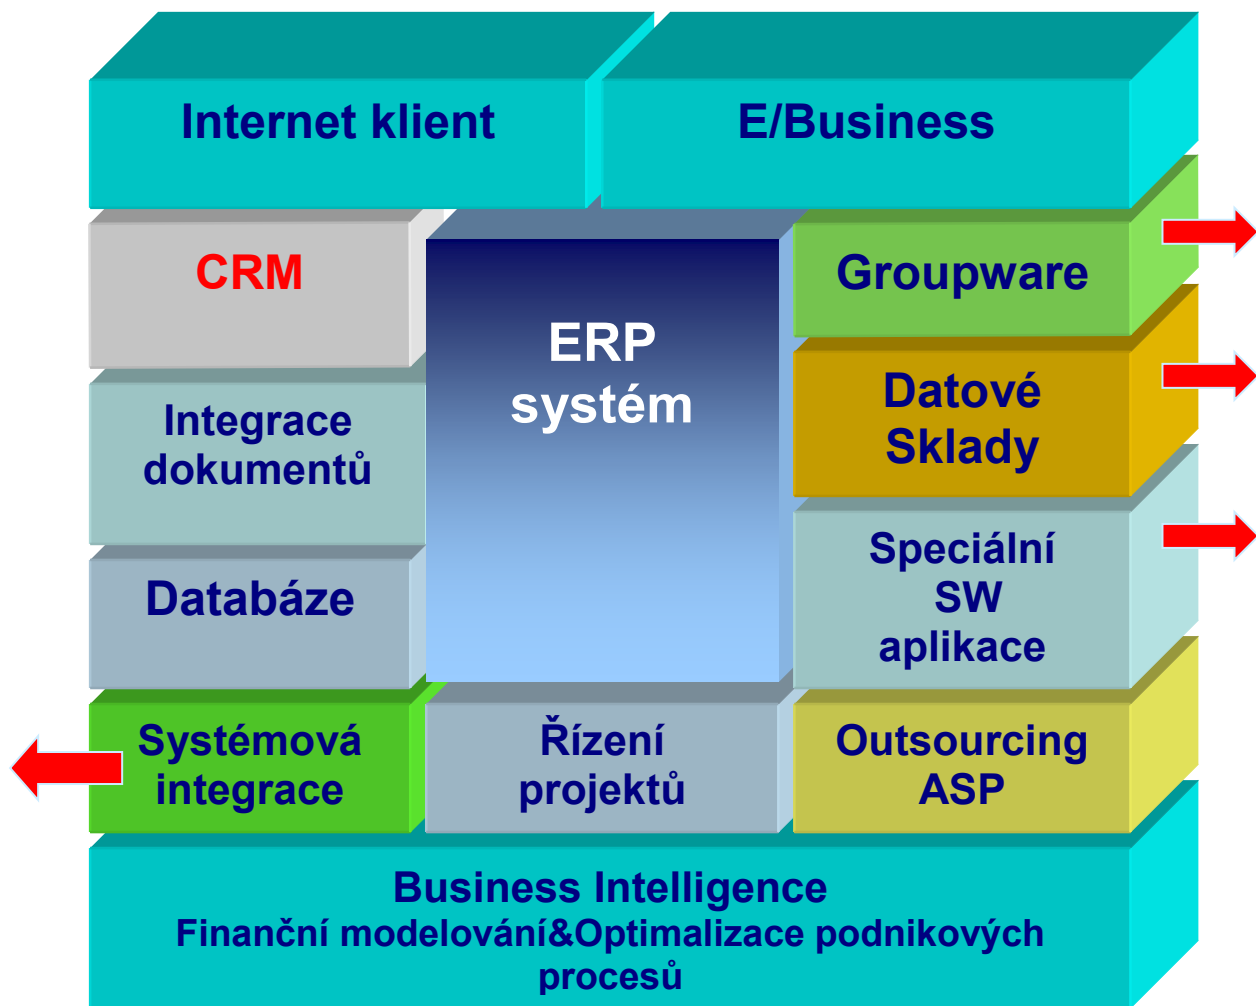 Internet klient
E/Business
CRM
ERP
systém
Groupware
Integrace
dokumentů
Datové
Sklady
Databáze
Speciální
SW
aplikace
Systémová
integrace
Řízení
projektů
Outsourcing
ASP
Business Intelligence
Finanční modelování&Optimalizace podnikových
procesů